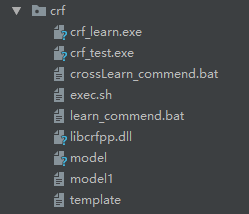 crf
crf_learn.exe
crf_test.exe
crossLearn_commend.bat
exec.sh
learn_commend.bat
libcrfpp.dll
model
model1
template